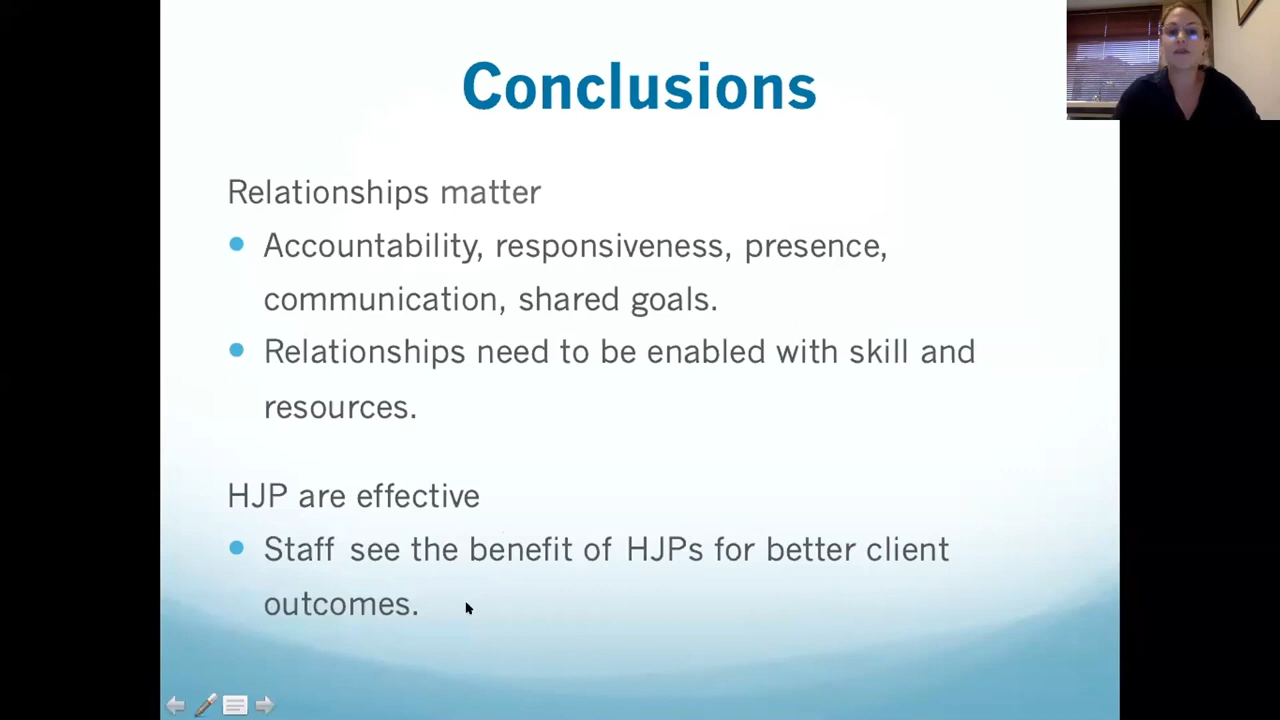 Conclusions
Relationships matter
Accountability, responsiveness, presence,
communication, shared goals.
Relationships need to be enabled with skill and
resources.
HJP are effective
Staff see the benefit of HJPs for better client
outcomes.